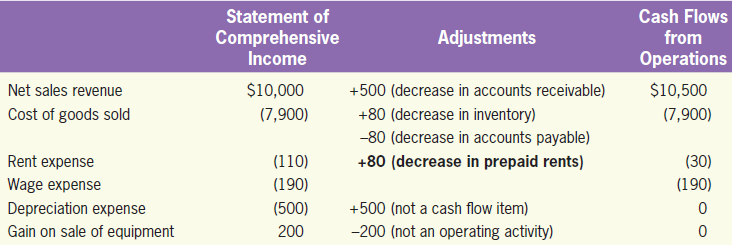 Statement of Comprehensive Income Adjustments Cash Flows from Operations
Net sales revenue $10,000 +500 (decrease in accounts receivable) $10,500
Cost of goods sold (7,900) +80 (decrease in inventory) (7,900)
–80 (decrease in accounts payable)
Rent expense (110) +80 (decrease in prepaid rents) (30)
Wage expense (190) (190)
Depreciation expense (500) +500 (not a cash flow item) 0
Gain on sale of equipment 200 –200 (not an operating activity) 0